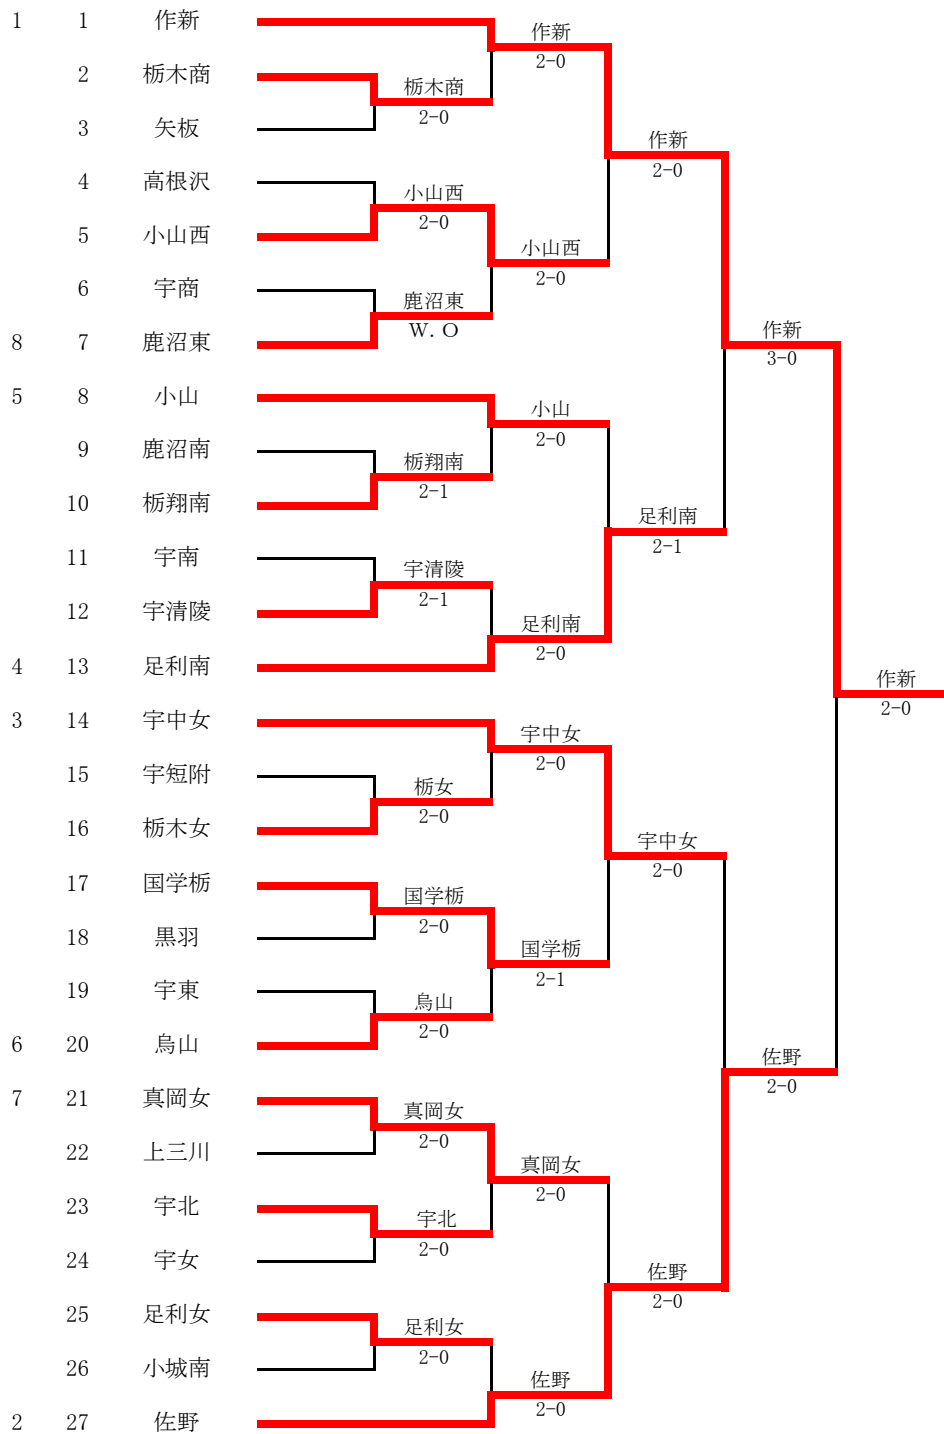 1 1 作新
2 栃木商
3 矢板
4 高根沢
5 小山西
6 宇商
8 7 鹿沼東
5 8 小山
9 鹿沼南
10 栃翔南
11 宇南
12 宇清陵
4 13 足利南
3 14 宇中女
15 宇短附
16 栃木女
17 国学栃
18 黒羽
19 宇東
6 20 烏山
7 21 真岡女
22 上三川
23 宇北
24 宇女
25 足利女
26 小城南
2 27 佐野
栃木商
2-0
小山西
2-0
鹿沼東
W.O
栃翔南
2-1
宇清陵
2-1
栃女
2-0
国学栃
2-0
烏山
2-0
真岡女
2-0
宇北
2-0
足利女
2-0
作新
2-0
小山西
2-0
小山
2-0
足利南
2-0
宇中女
2-0
国学栃
2-1
真岡女
2-0
佐野
2-0
作新
2-0
足利南
2-1
宇中女
2-0
佐野
2-0
作新
3-0
佐野
2-0
作新
2-0